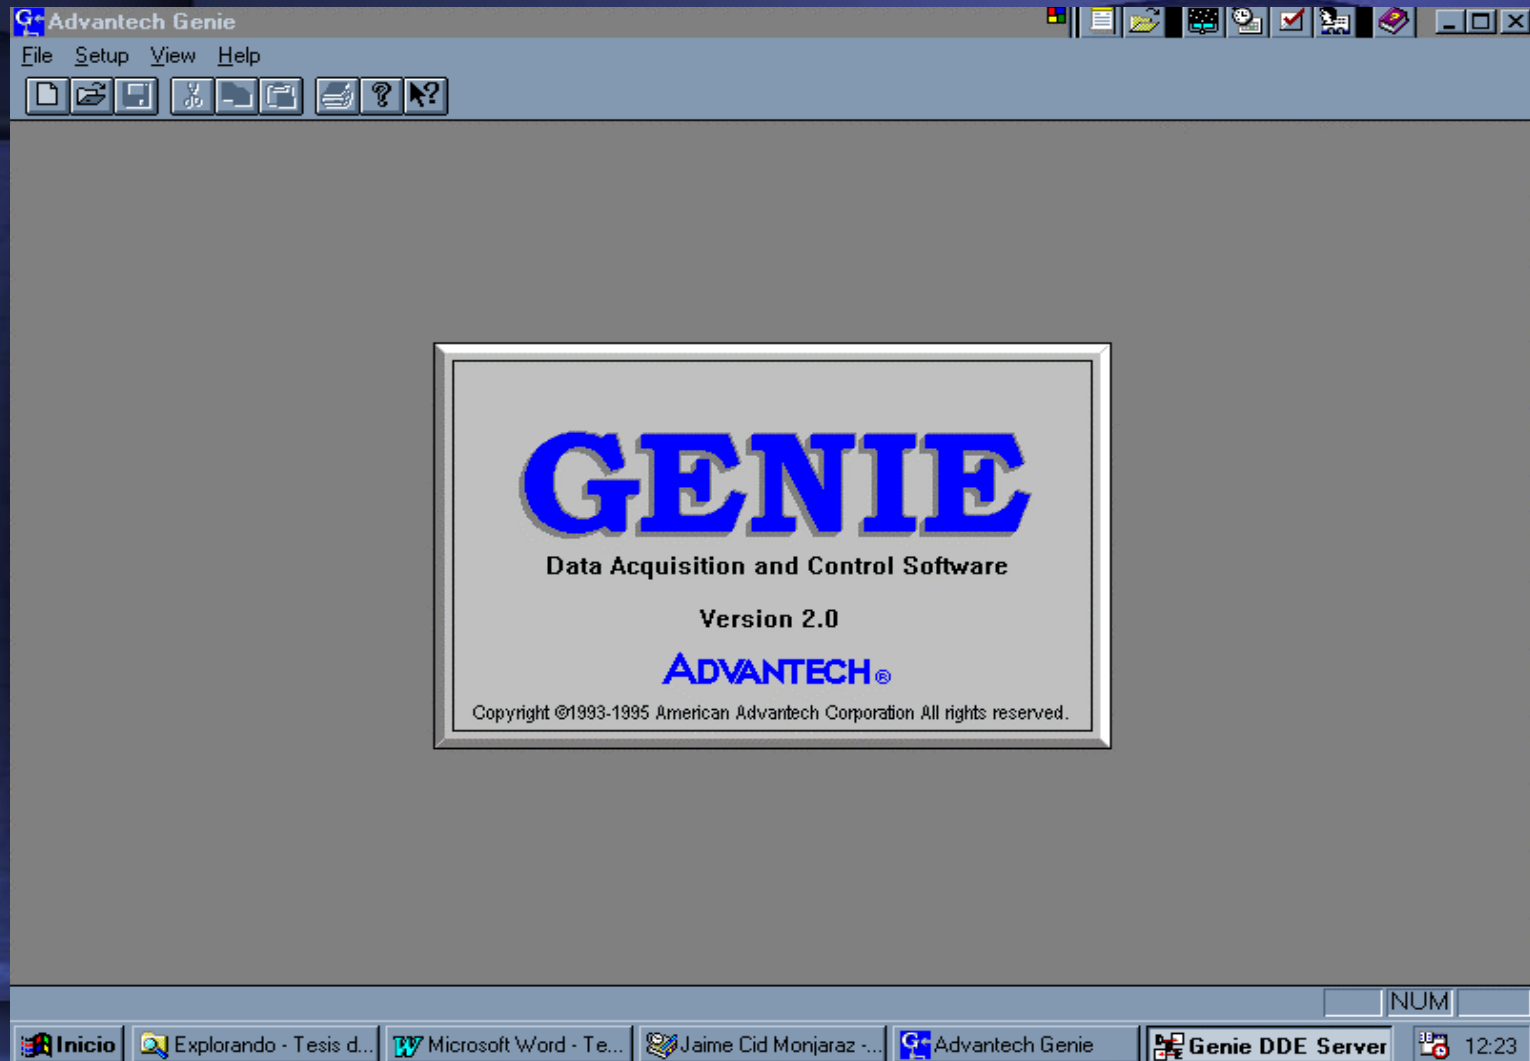 Advantech Genie
File Setup View Help
GENIE
Data Acquisition and Control Software
Version 2.0
ADVANTECH®
Copyright ©1993-1995 American Advantech Corporation All rights reserved.
NUM
Inicio Explorando - Tesis d... Microsoft Word - Te... Jaime Cid Monjaraz -... Advantech Genie Genie DDE Server 12:23